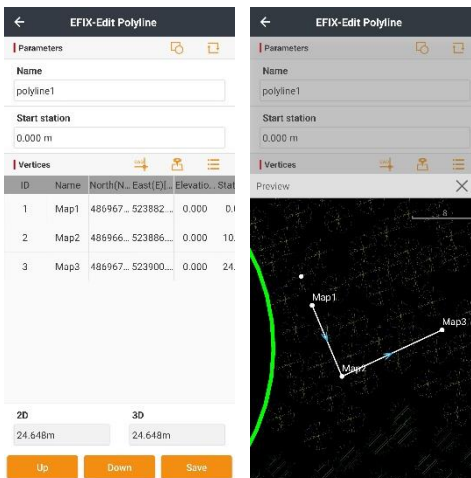 EFIX-Edit Polyline
Parameters
Name
polyline1
Start station
0.000 m
Vertices
ID Name North(N... East(E)[... Elevatio... Stat
1 Map1 486967... 523882... 0.000 0.(
2 Map2 486966... 523886... 0.000 10.
3 Map3 486967... 523900... 0.000 24.
2D 3D
24.648m 24.648m
Up Down Save
EFIX-Edit Polyline
Parameters
Name
polyline1
Start station
0.000 m
Vertices
Preview
8
Map1
Map3
Map2